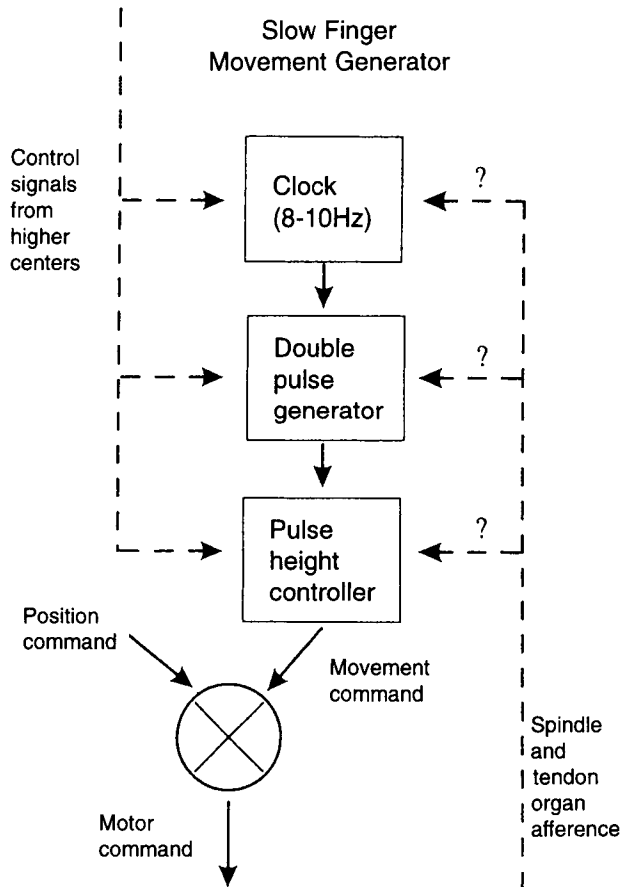 Slow Finger
Movement Generator
Control
signals
from
higher
centers
Clock
(8-10Hz)
?
Double
pulse
generator
?
Pulse
height
controller
?
Position
command
Movement
command
Spindle
and
tendon
organ
afference
Motor
command